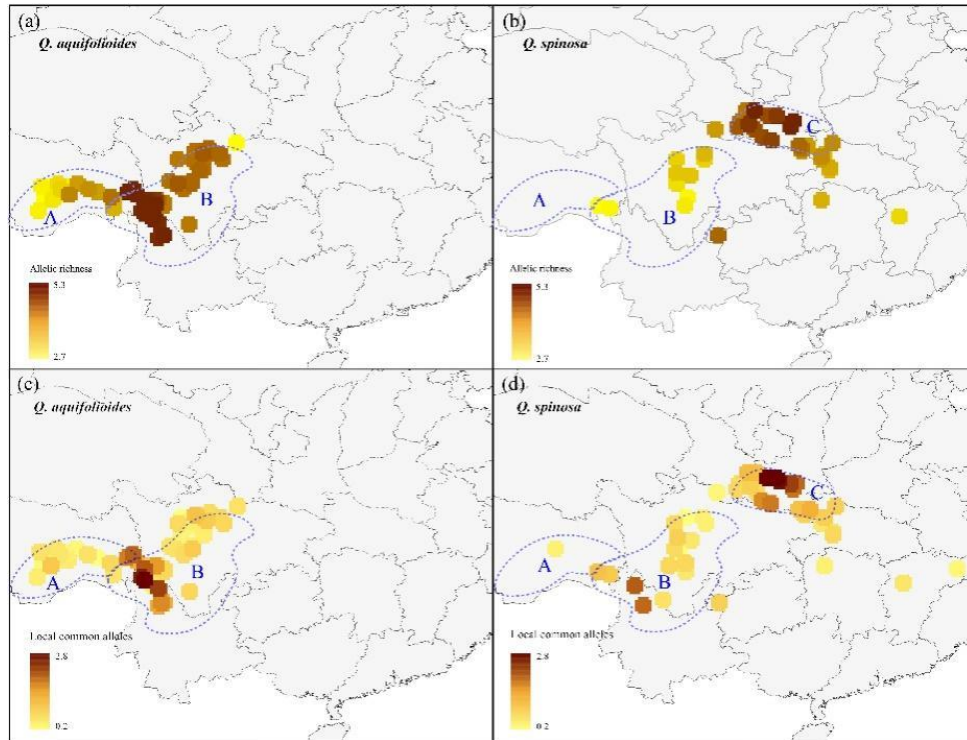 (a)
Q. aquifolioides
A
B
Allelic richness
5.3
2.7
(b)
Q. spinosa
C
A
B
Allelic richness
5.3
2.7
(c)
Q. aquifolioides
A
B
Local common alleles
2.8
0.2
(d)
Q. spinosa
C
A
B
Local common alleles
2.8
0.2